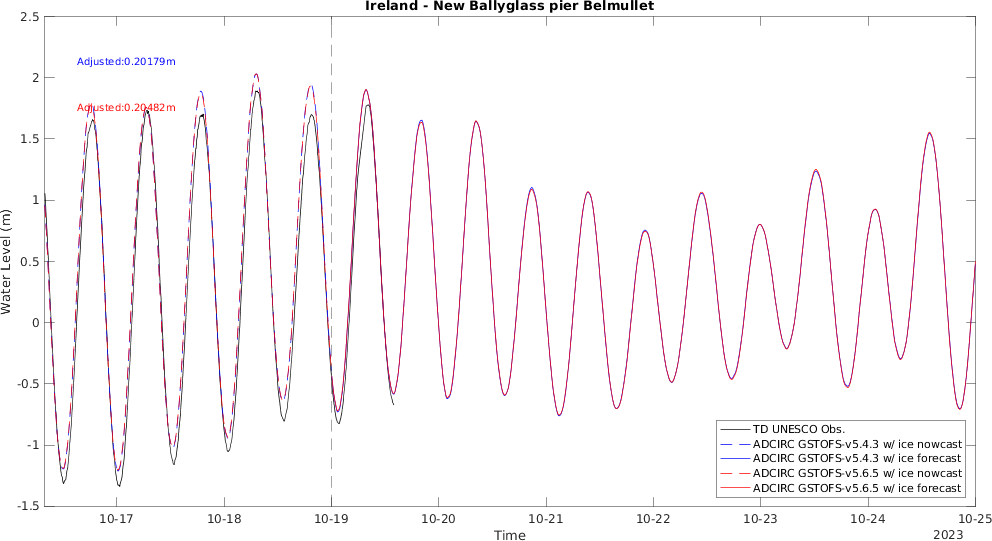 Ireland - New Ballyglass pier Belmullet
2.5
Adjusted:0.20179m
2
Adjusted:0.20482m
1.5
1
0.5
0
-0.5
-1
-1.5
Water Level (m)
TD UNESCO Obs.
ADCIRC GSTOFS-v5.4.3 w/ ice nowcast
ADCIRC GSTOFS-v5.4.3 w/ ice forecast
ADCIRC GSTOFS-v5.6.5 w/ ice nowcast
ADCIRC GSTOFS-v5.6.5 w/ ice forecast
10-17 10-18 10-19 10-20 10-21 10-22 10-23 10-24 10-25
Time
2023